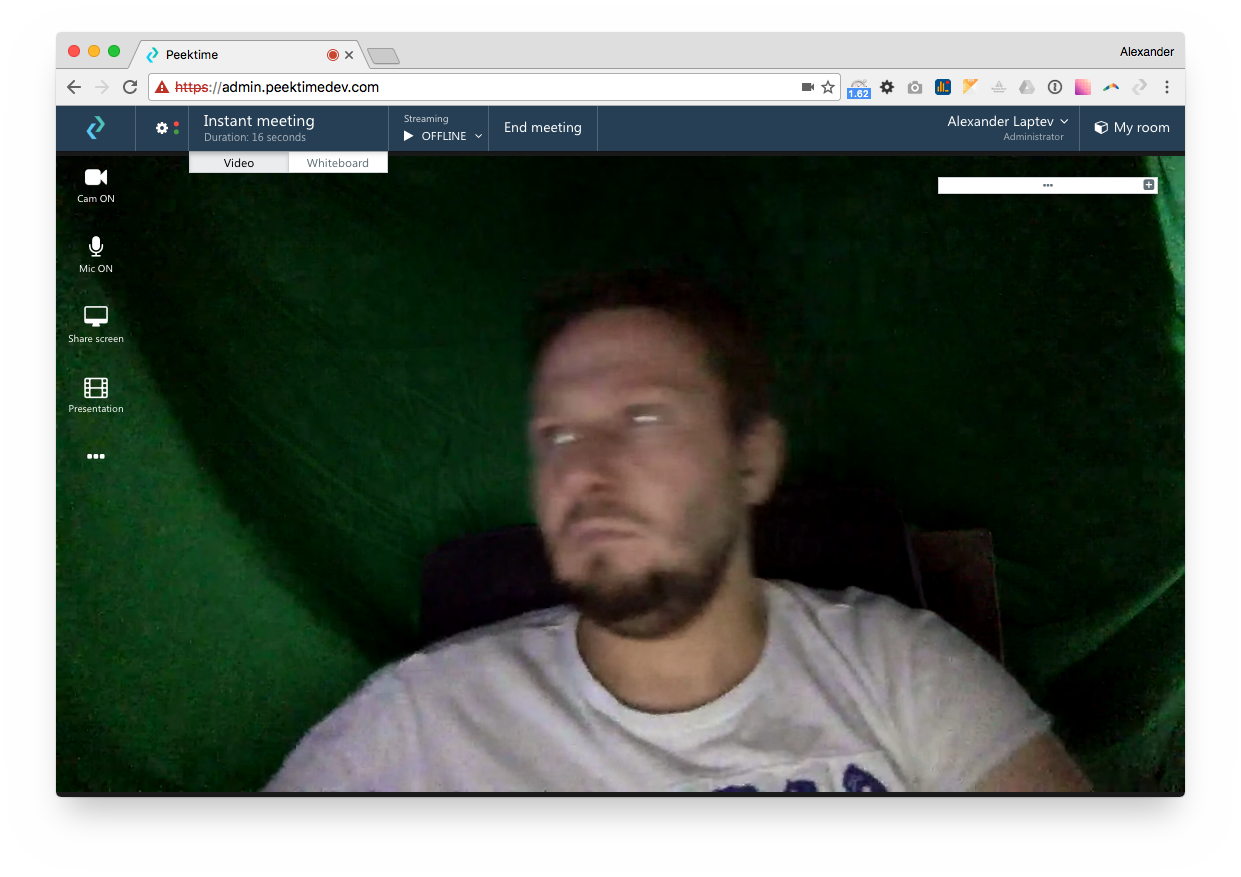 Peektime
Alexander
https://admin.peektimedev.com
1.62
Instant meeting
Duration: 16 seconds
Streaming
OFFLINE
End meeting
Alexander Laptev
Administrator
My room
Video
Whiteboard
Cam ON
Mic ON
Share screen
Presentation